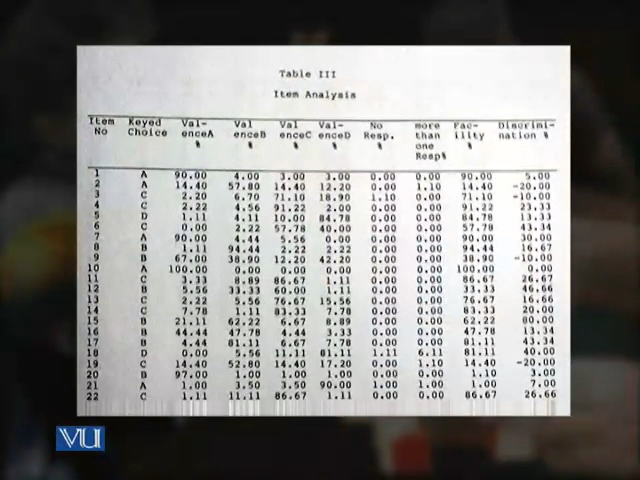 Table III
Item Analysis
Item Keyed Val- Val Val Val- No more Fac- Discrimi-
No Choice enceA enceB enceC enceD Resp. than ility nation %
% % % % % one %
Resp%
1 A 90.00 4.00 3.00 3.00 0.00 0.00 90.00 5.00
2 A 14.40 57.80 14.40 12.20 0.00 1.10 14.40 -20.00
3 C 2.20 6.70 71.10 18.90 1.10 0.00 71.10 -10.00
4 C 2.22 4.56 91.22 2.00 0.00 0.00 91.22 23.33
5 D 1.11 4.11 10.00 84.78 0.00 0.00 84.78 13.33
6 C 0.00 2.22 57.78 40.00 0.00 0.00 57.78 43.34
7 A 90.00 4.44 5.56 0.00 0.00 0.00 90.00 30.00
8 B 1.11 94.44 2.22 2.22 0.00 0.00 94.44 16.67
9 B 67.00 38.90 12.20 42.20 0.00 0.00 38.90 -10.00
10 A 100.00 0.00 0.00 0.00 0.00 0.00 100.00 0.00
11 C 3.33 8.89 86.67 1.11 0.00 0.00 86.67 26.67
12 B 5.56 33.33 60.00 1.11 0.00 0.00 33.33 46.66
13 C 2.22 5.56 76.67 15.56 0.00 0.00 76.67 16.66
14 C 7.78 1.11 83.33 7.78 0.00 0.00 83.33 20.00
15 B 21.11 62.22 6.67 8.89 0.00 0.00 62.22 80.00
16 B 44.44 47.78 4.44 3.33 0.00 0.00 47.78 13.34
17 B 4.44 81.11 6.67 7.78 0.00 0.00 81.11 43.34
18 D 0.00 5.56 11.11 81.11 1.11 6.11 81.11 40.00
19 C 14.40 52.80 14.40 17.20 0.00 1.10 14.40 -20.00
20 B 97.00 1.00 1.00 1.00 0.00 0.00 1.10 3.00
21 A 1.00 3.50 3.50 90.00 1.00 1.00 1.00 7.00
22 C 1.11 11.11 86.67 1.11 0.00 0.00 86.67 26.66
VU